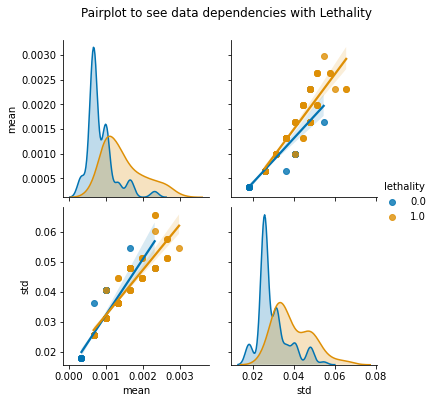 Pairplot to see data dependencies with Lethality
0.0030
0.0025
0.0020
0.0015
0.0010
0.0005
mean
lethality
0.0
1.0
0.06
0.05
0.04
0.03
0.02
std
0.000 0.001 0.002 0.003
mean
0.02 0.04 0.06 0.08
std